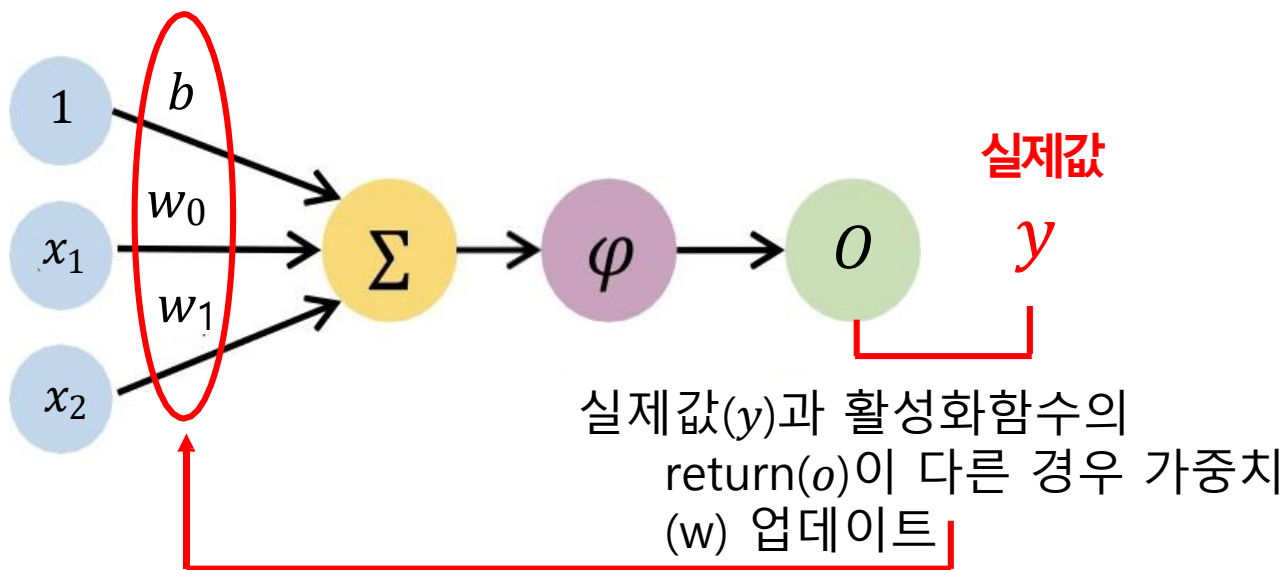 1
b
x₁
w₀
x₂
w₁
Σ
φ
O
실제값
y
실제값(y)과 활성화함수의
return(o)이 다른 경우 가중치
(w) 업데이트